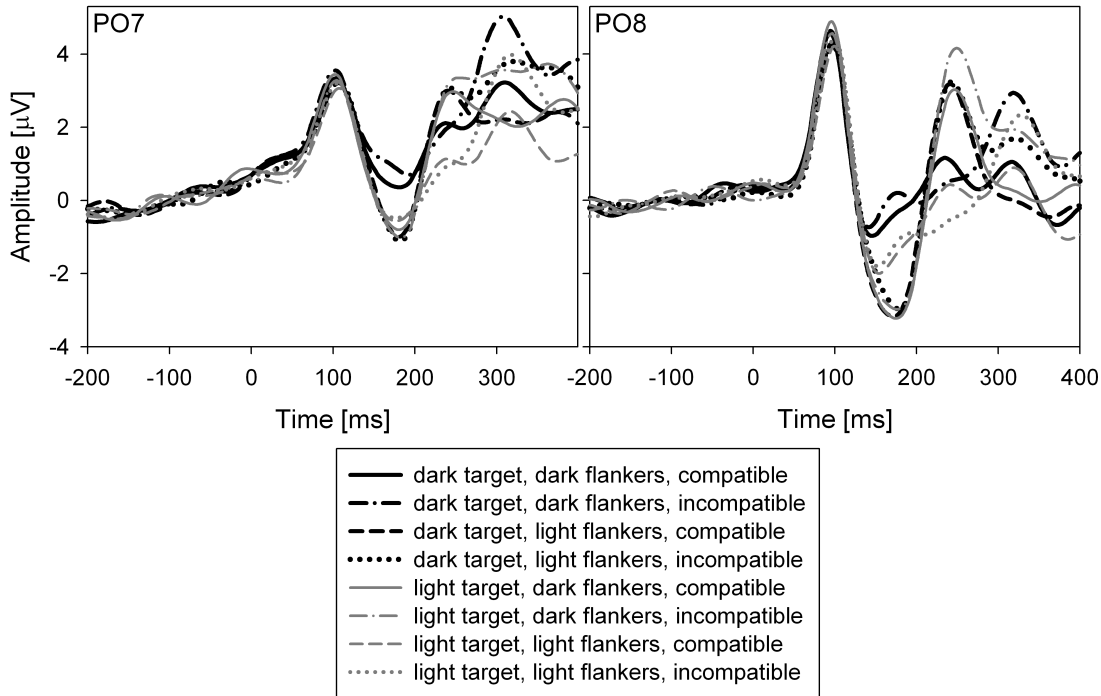 PO7 PO8
4
2
0
-2
-4
Amplitude [µV]
-200 -100 0 100 200 300 -200 -100 0 100 200 300 400
Time [ms] Time [ms]
dark target, dark flankers, compatible
dark target, dark flankers, incompatible
dark target, light flankers, compatible
dark target, light flankers, incompatible
light target, dark flankers, compatible
light target, dark flankers, incompatible
light target, light flankers, compatible
light target, light flankers, incompatible